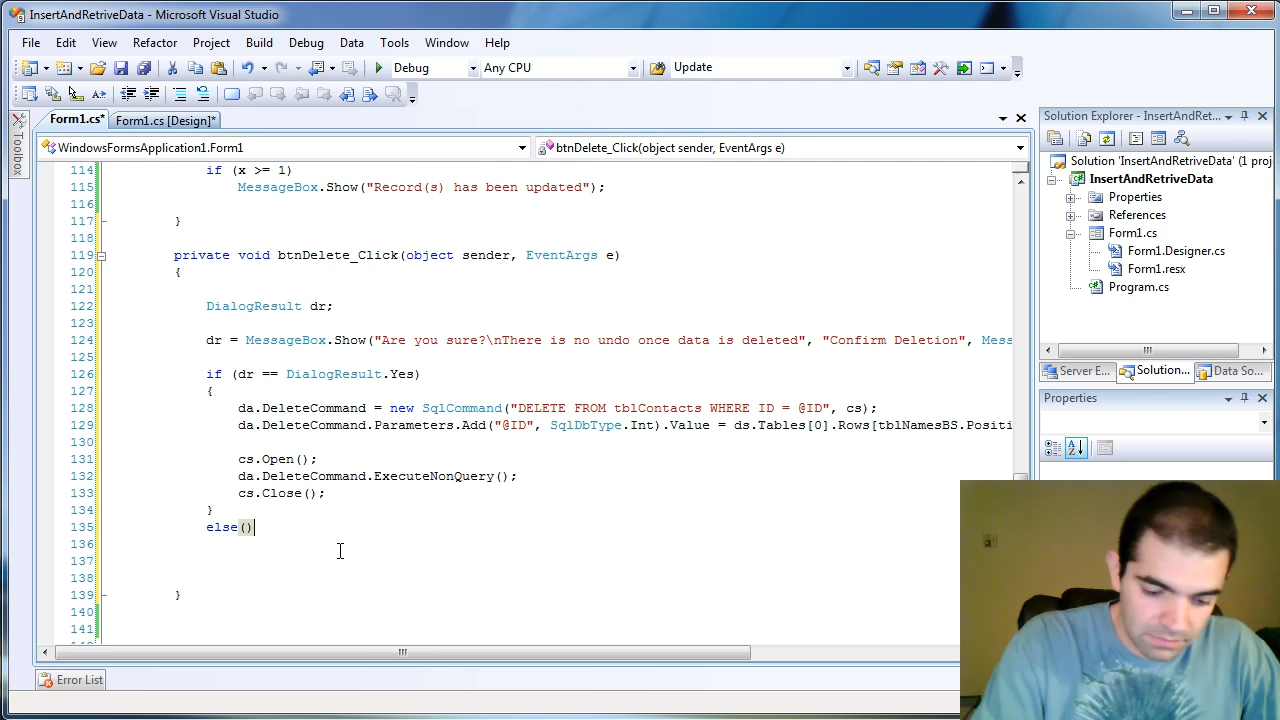 InsertAndRetriveData - Microsoft Visual Studio
File Edit View Refactor Project Build Debug Data Tools Window Help
Debug Any CPU Update
Form1.cs* Form1.cs [Design]*
WindowsFormsApplication1.Form1 btnDelete_Click(object sender, EventArgs e)
Toolbox
114 if (x >= 1)
115 MessageBox.Show("Record(s) has been updated");
116
117 }
118
119 private void btnDelete_Click(object sender, EventArgs e)
120 {
121
122 DialogResult dr;
123
124 dr = MessageBox.Show("Are you sure?\nThere is no undo once data is deleted", "Confirm Deletion", Mess
125
126 if (dr == DialogResult.Yes)
127 {
128 da.DeleteCommand = new SqlCommand("DELETE FROM tblContacts WHERE ID = @ID", cs);
129 da.DeleteCommand.Parameters.Add("@ID", SqlDbType.Int).Value = ds.Tables[0].Rows[tblNamesBS.Positi
130
131 cs.Open();
132 da.DeleteCommand.ExecuteNonQuery();
133 cs.Close();
134 }
135 else()
136
137
138
139 }
140
141
Error List
Solution Explorer - InsertAndRet...
Solution 'InsertAndRetriveData' (1 proj
InsertAndRetriveData
Properties
References
Form1.cs
Form1.Designer.cs
Form1.resx
Program.cs
Server E... Solution... Data So...
Properties